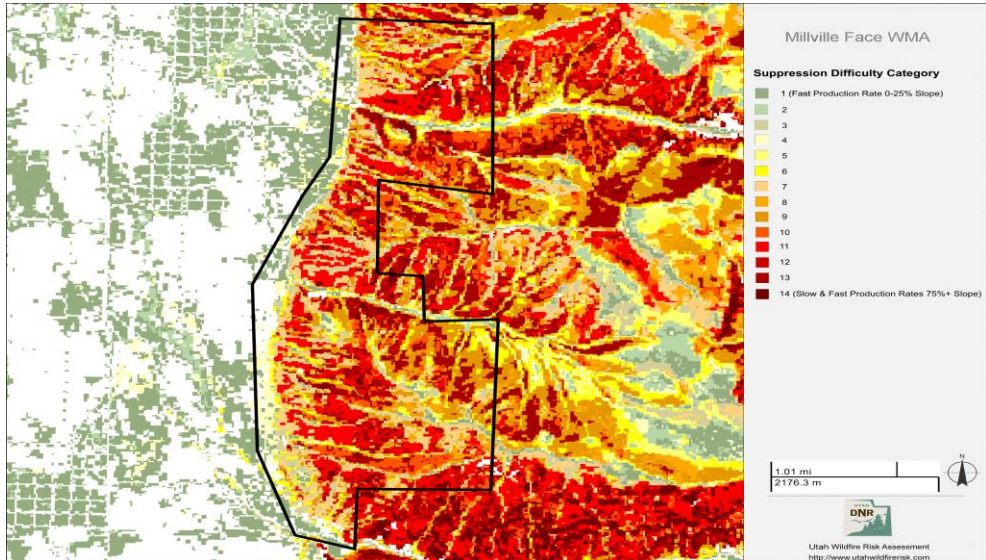 Millville Face WMA
Suppression Difficulty Category
1 (Fast Production Rate 0-25% Slope)
2
3
4
5
6
7
8
9
10
11
12
13
14 (Slow & Fast Production Rates 75%+ Slope)
1.01 mi
2176.3 m
N
UTAH
DNR
Utah Wildfire Risk Assessment
http://www.utahwildfirerisk.com